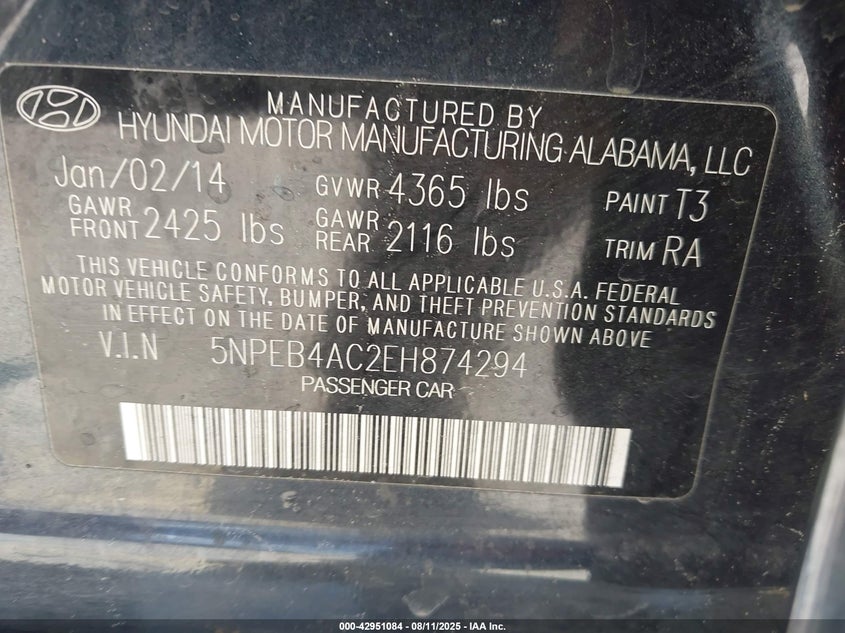 MANUFACTURED BY
HYUNDAI MOTOR MANUFACTURING ALABAMA, LLC
Jan/02/14 GVWR 4365 lbs PAINT T3
GAWR FRONT 2425 lbs GAWR REAR 2116 lbs TRIM RA
THIS VEHICLE CONFORMS TO ALL APPLICABLE U.S.A. FEDERAL
MOTOR VEHICLE SAFETY, BUMPER, AND THEFT PREVENTION STANDARDS
IN EFFECT ON THE DATE OF MANUFACTURE SHOWN ABOVE
V.I.N 5NPEB4AC2EH874294
PASSENGER CAR
000-42951084 - 08/11/2025 - IAA Inc.